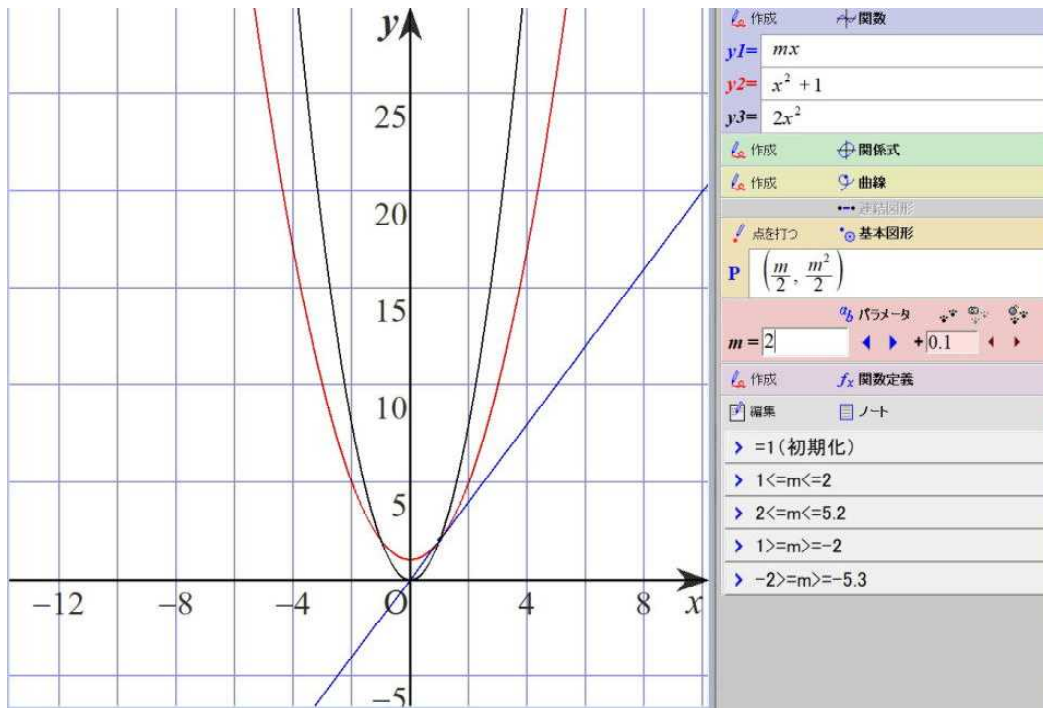 y
25
20
15
10
5
-12
-8
-4
O
4
8
x
-5
作成 関数
y1= mx
y2= x² +1
y3= 2x²
作成 関係式
作成 曲線
連結図形
点を打つ 基本図形
P (m/2, m²/2)
ab パラメータ
m = 2 + 0.1
作成 fx 関数定義
編集 ノート
=1(初期化)
1<=m<=2
2<=m<=5.2
1>=m>=-2
-2>=m>=-5.3